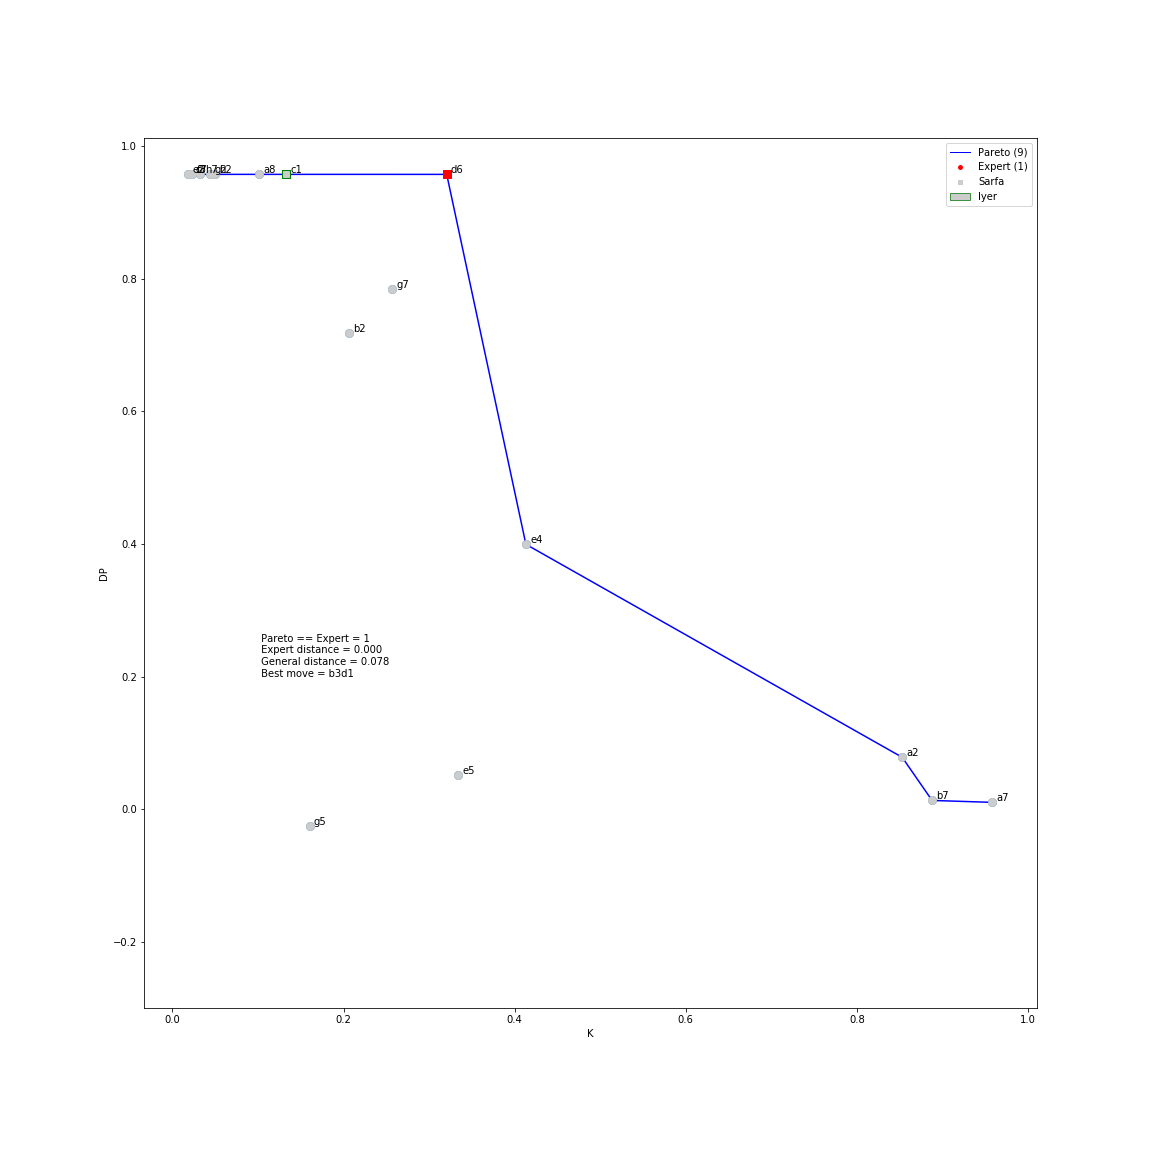 1.0
0.8
0.6
0.4
0.2
0.0
−0.2
DP
0.0
0.2
0.4
0.6
0.8
1.0
K
Pareto (9)
Expert (1)
Sarfa
Iyer
a8
c1
d6
g7
b2
e4
Pareto == Expert = 1
Expert distance = 0.000
General distance = 0.078
Best move = b3d1
a2
e5
b7
a7
g5